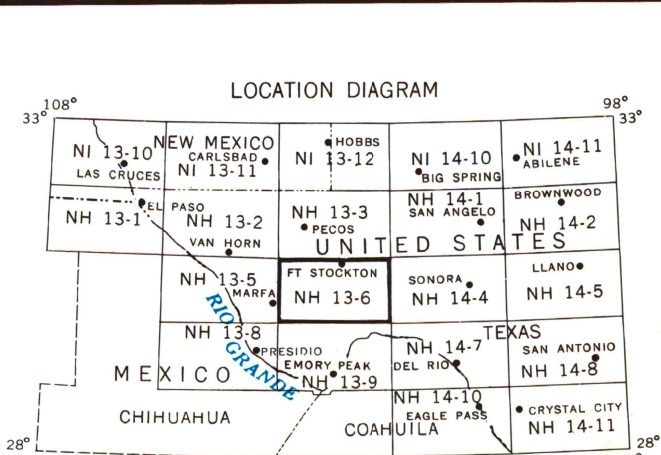 LOCATION DIAGRAM
108° 98°
33° 33°
NEW MEXICO
NI 13-10
LAS CRUCES
CARLSBAD
NI 13-11
HOBBS
NI 13-12
NI 14-10
BIG SPRING
NI 14-11
ABILENE
EL PASO
NH 13-1
NH 13-2
VAN HORN
NH 13-3
PECOS
NH 14-1
SAN ANGELO
BROWNWOOD
NH 14-2
UNITED STATES
NH 13-5
MARFA
FT STOCKTON
NH 13-6
SONORA
NH 14-4
LLANO
NH 14-5
RIO GRANDE
NH 13-8
PRESIDIO
EMORY PEAK
NH 13-9
NH 14-7
DEL RIO
TEXAS
SAN ANTONIO
NH 14-8
MEXICO
CHIHUAHUA
COAHUILA
NH 14-10
EAGLE PASS
CRYSTAL CITY
NH 14-11
28° 28°